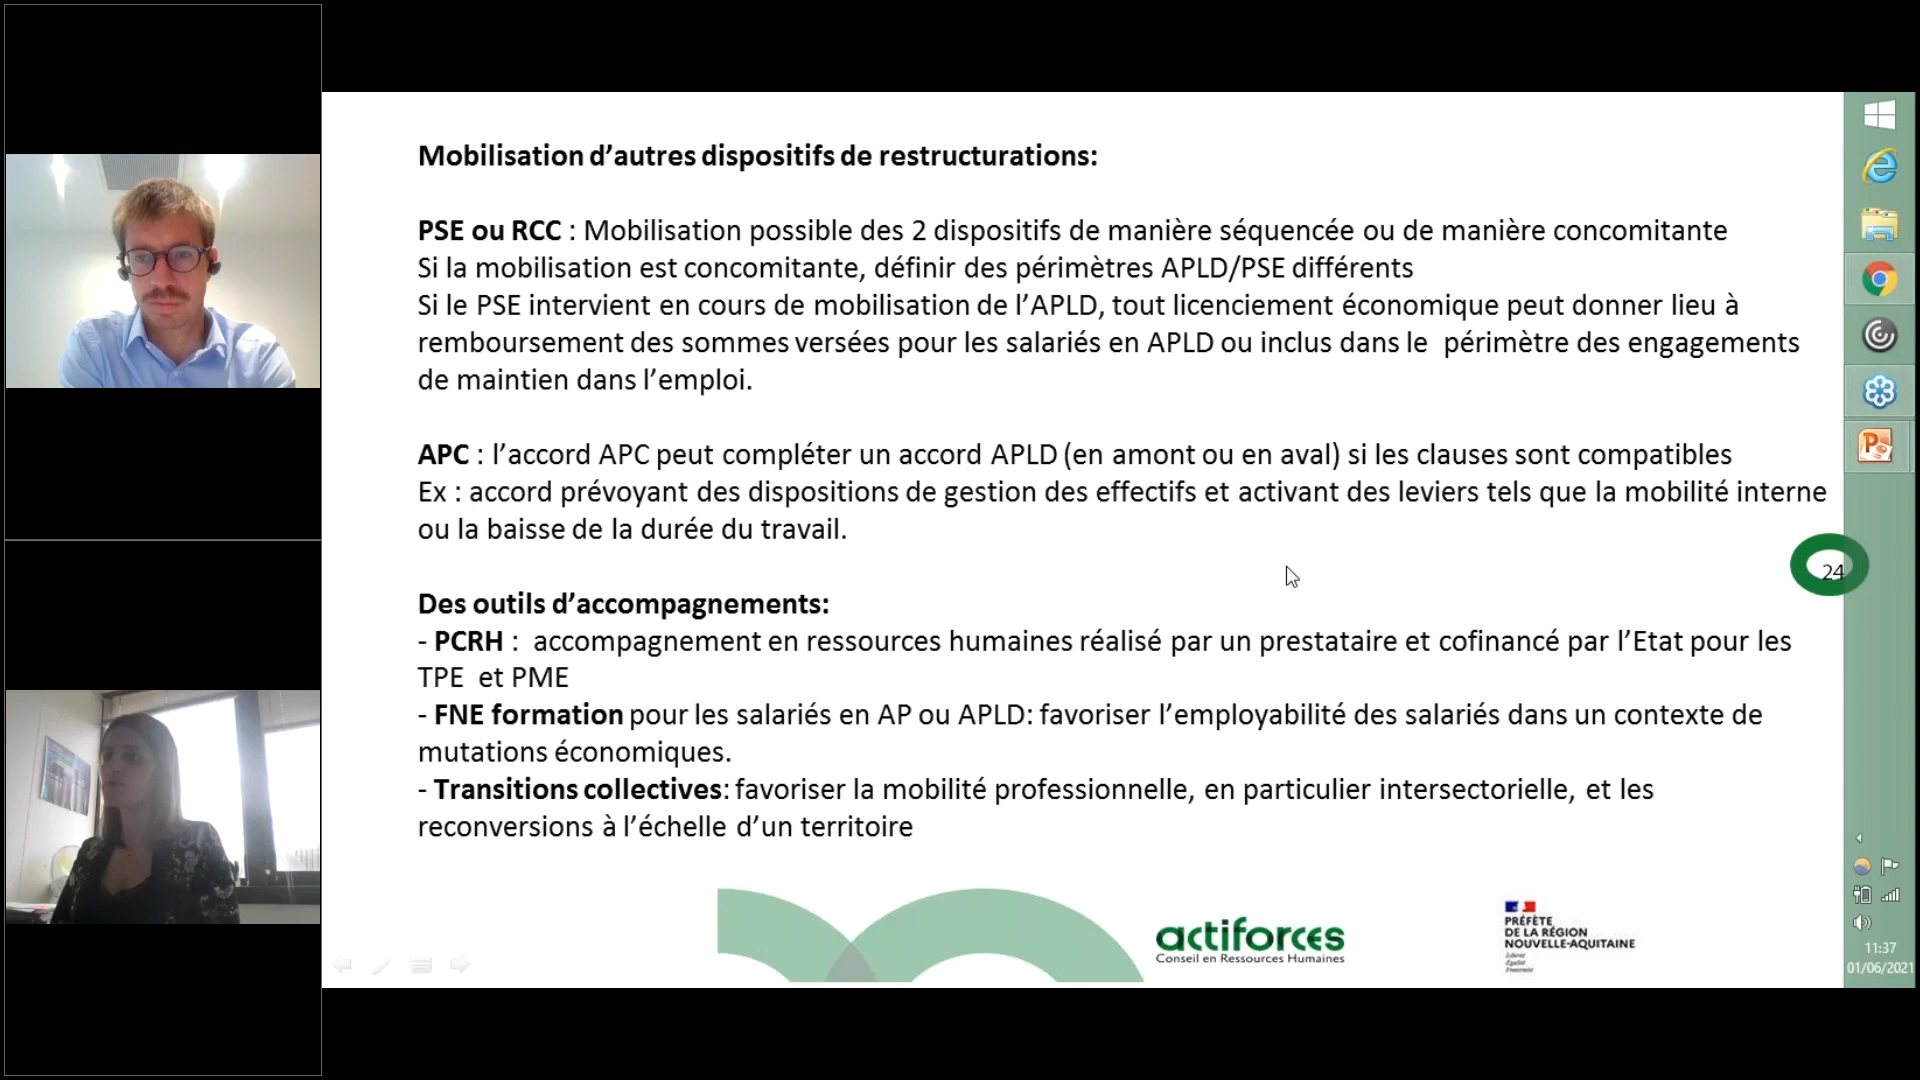 Mobilisation d’autres dispositifs de restructurations:
PSE ou RCC : Mobilisation possible des 2 dispositifs de manière séquencée ou de manière concomitante
Si la mobilisation est concomitante, définir des périmètres APLD/PSE différents
Si le PSE intervient en cours de mobilisation de l’APLD, tout licenciement économique peut donner lieu à
remboursement des sommes versées pour les salariés en APLD ou inclus dans le périmètre des engagements
de maintien dans l’emploi.
APC : l’accord APC peut compléter un accord APLD (en amont ou en aval) si les clauses sont compatibles
Ex : accord prévoyant des dispositions de gestion des effectifs et activant des leviers tels que la mobilité interne
ou la baisse de la durée du travail.
24
Des outils d’accompagnements:
- PCRH : accompagnement en ressources humaines réalisé par un prestataire et cofinancé par l’Etat pour les
TPE et PME
- FNE formation pour les salariés en AP ou APLD: favoriser l’employabilité des salariés dans un contexte de
mutations économiques.
- Transitions collectives: favoriser la mobilité professionnelle, en particulier intersectorielle, et les
reconversions à l’échelle d’un territoire
actiforces
Conseil en Ressources Humaines
PRÉFÈTE
DE LA RÉGION
NOUVELLE-AQUITAINE
Liberté
Égalité
Fraternité
11:37
01/06/2021